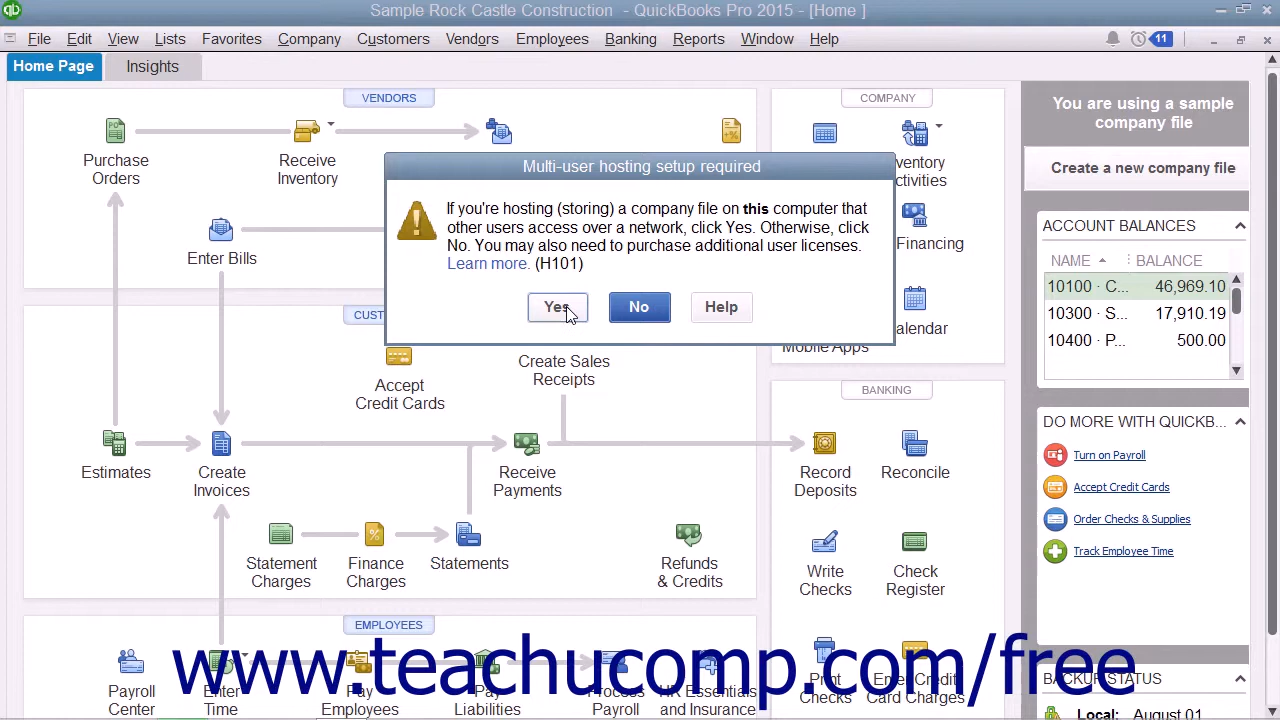 Sample Rock Castle Construction - QuickBooks Pro 2015 - [Home ]
File Edit View Lists Favorites Company Customers Vendors Employees Banking Reports Window Help
11
Home Page Insights
VENDORS
Purchase
Orders
Receive
Inventory
Enter Bills
COMPANY
ventory
ctivities
Financing
alendar
Mobile Apps
Multi-user hosting setup required
If you're hosting (storing) a company file on this computer that
other users access over a network, click Yes. Otherwise, click
No. You may also need to purchase additional user licenses.
Learn more. (H101)
Yes No Help
CUST
Accept
Credit Cards
Create Sales
Receipts
Estimates
Create
Invoices
Receive
Payments
Statement
Charges
Finance
Charges
Statements
Refunds
& Credits
BANKING
Record
Deposits
Reconcile
Write
Checks
Check
Register
Print
Checks
Enter Credit
Card Charges
EMPLOYEES
Payroll
Center
Enter
Time
Pay
Employees
Pay
Liabilities
Process
Payroll
HR Essentials
and Insurance
www.teachucomp.com/free
You are using a sample
company file
Create a new company file
ACCOUNT BALANCES
NAME BALANCE
10100 · C... 46,969.10
10300 · S... 17,910.19
10400 · P... 500.00
DO MORE WITH QUICKB...
Turn on Payroll
Accept Credit Cards
Order Checks & Supplies
Track Employee Time
BACKUP STATUS
Local: August 01